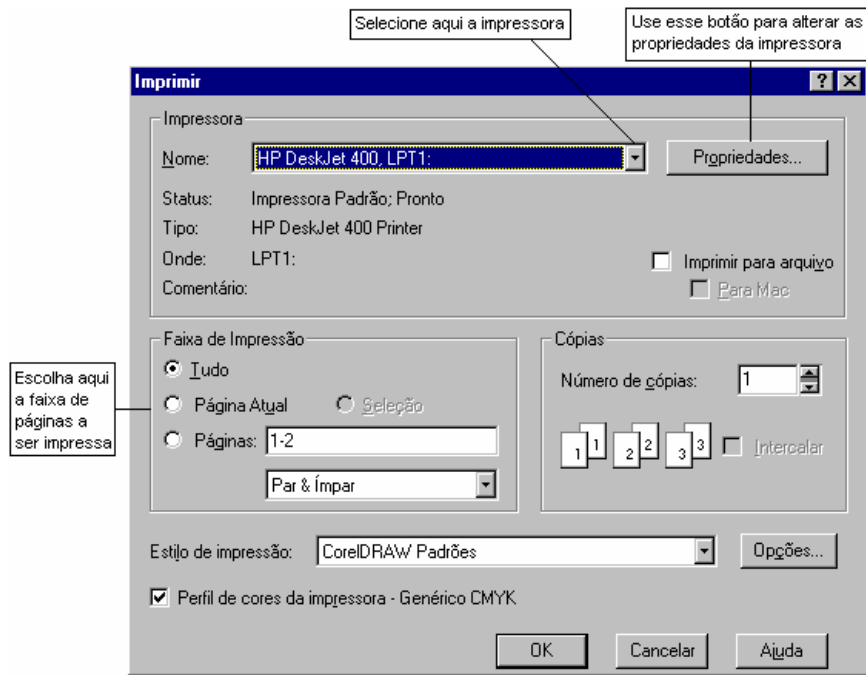 Selecione aqui a impressora
Use esse botão para alterar as
propriedades da impressora
Imprimir
Impressora
Nome:
HP DeskJet 400, LPT1:
Propriedades...
Status:
Impressora Padrão; Pronto
Tipo:
HP DeskJet 400 Printer
Onde:
LPT1:
Imprimir para arquivo
Comentário:
Para Mac
Escolha aqui
a faixa de
páginas a
ser impressa
Faixa de Impressão
Tudo
Página Atual
Seleção
Páginas:
1-2
Par & Ímpar
Cópias
Número de cópias:
1
1 1 2 2 3 3
Intercalar
Estilo de impressão:
CorelDRAW Padrões
Opções...
Perfil de cores da impressora - Genérico CMYK
OK
Cancelar
Ajuda